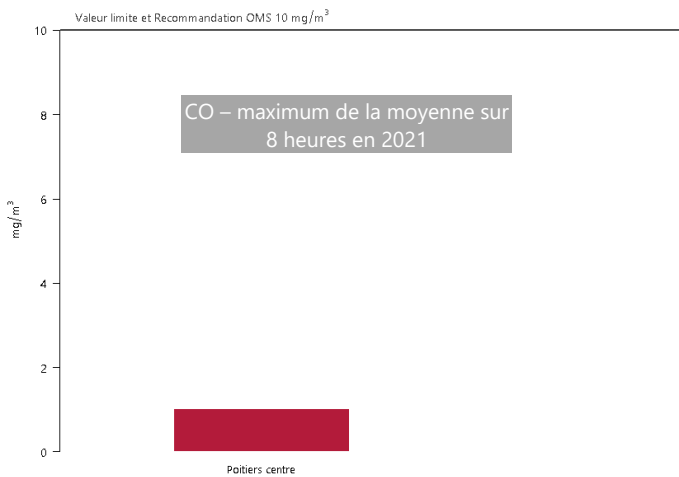 Valeur limite et Recommandation OMS 10 mg/m³
10
CO – maximum de la moyenne sur
8 heures en 2021
8
6
mg/m³
4
2
0
Poitiers centre